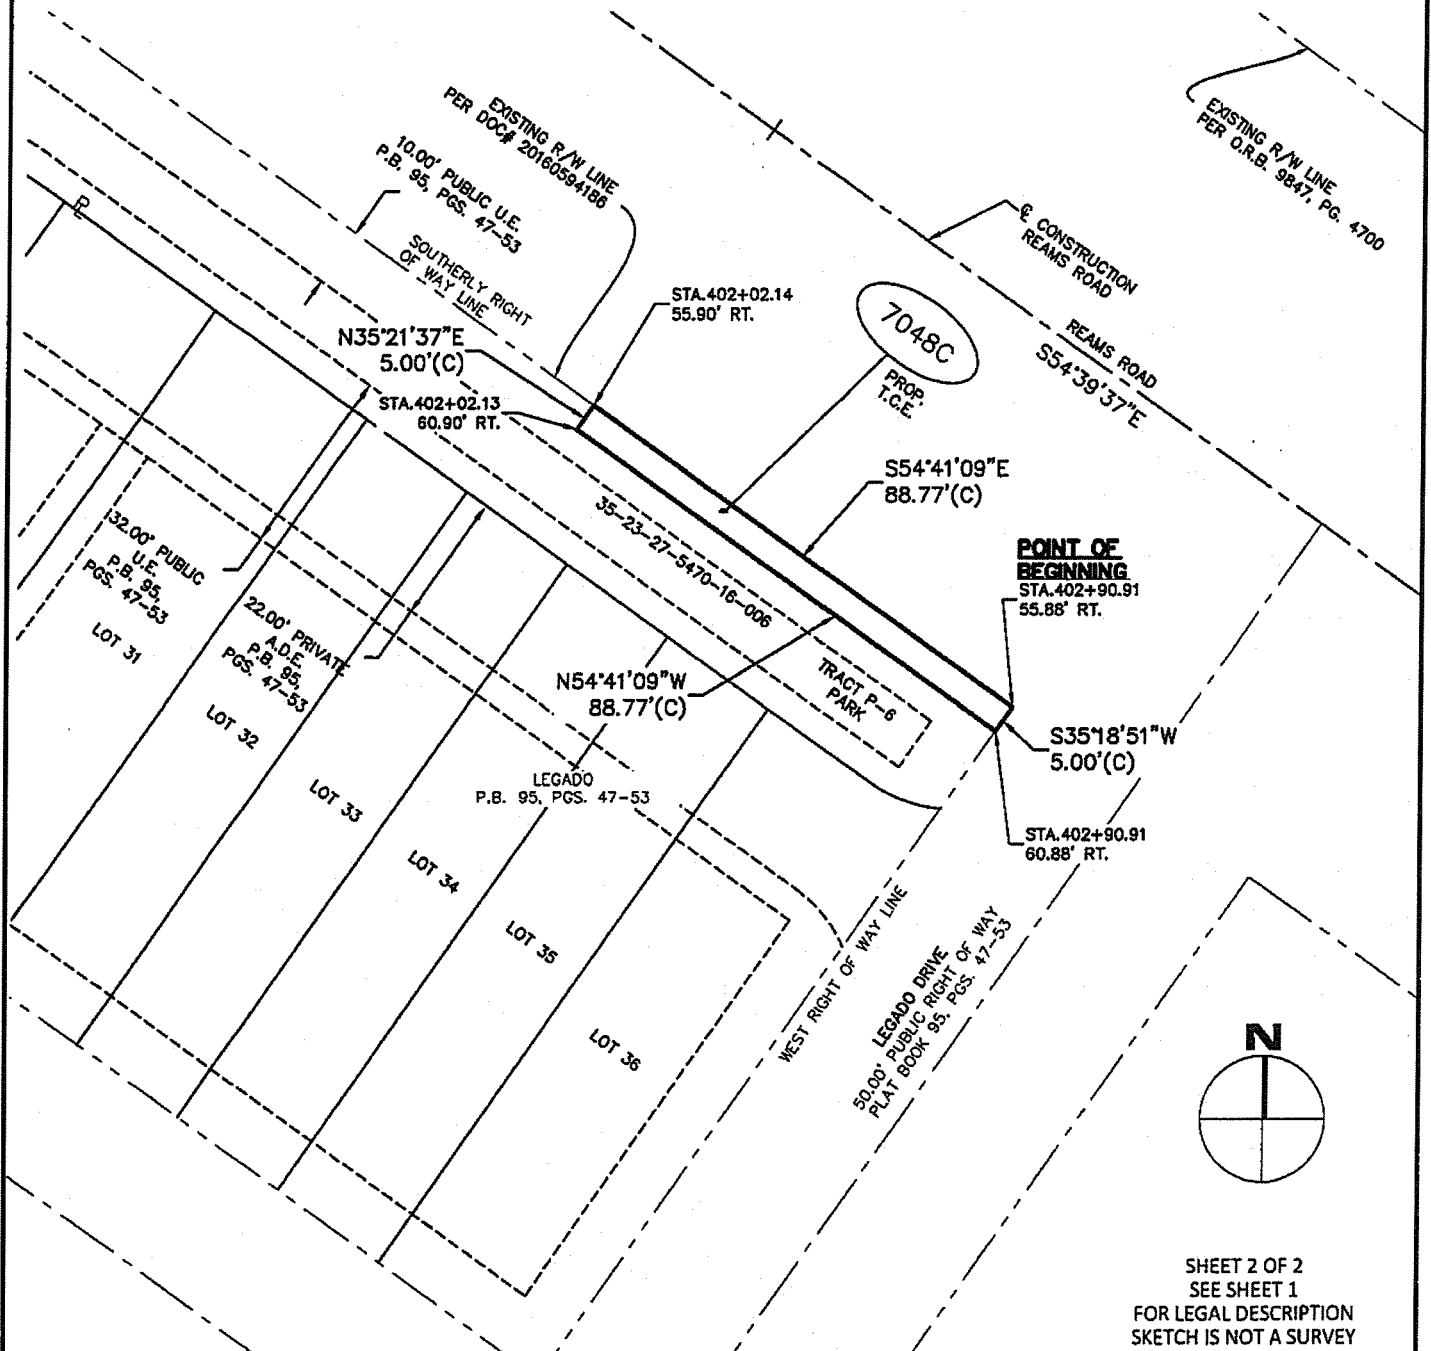 EXISTING R/W LINE
PER DOC# 20160594186
10.00' PUBLIC U.E.
P.B. 95, PGS. 47-53
SOUTHERLY RIGHT
OF WAY LINE
EXISTING R/W LINE
PER O.R.B. 9847, PG. 4700
℄ CONSTRUCTION
REAMS ROAD
REAMS ROAD
S54°39'37"E
STA.402+02.14
55.90' RT.
7048C
PROP.
T.C.E.
N35°21'37"E
5.00'(C)
STA.402+02.13
60.90' RT.
S54°41'09"E
88.77'(C)
35-23-27-5470-16-006
POINT OF
BEGINNING
STA.402+90.91
55.88' RT.
32.00' PUBLIC
U.E.
P.B. 95,
PGS. 47-53
22.00' PRIVATE
A.D.E.
P.B. 95,
PGS. 47-53
N54°41'09"W
88.77'(C)
TRACT P-6
PARK
S35°18'51"W
5.00'(C)
LOT 31
LOT 32
LOT 33
LOT 34
LOT 35
LOT 36
LEGADO
P.B. 95, PGS. 47-53
STA.402+90.91
60.88' RT.
WEST RIGHT OF WAY LINE
LEGADO DRIVE
50.00' PUBLIC RIGHT OF WAY
PLAT BOOK 95, PGS. 47-53
N
SHEET 2 OF 2
SEE SHEET 1
FOR LEGAL DESCRIPTION
SKETCH IS NOT A SURVEY